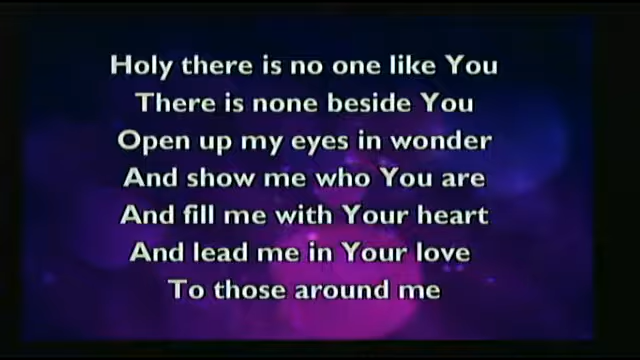 Holy there is no one like You
There is none beside You
Open up my eyes in wonder
And show me who You are
And fill me with Your heart
And lead me in Your love
To those around me